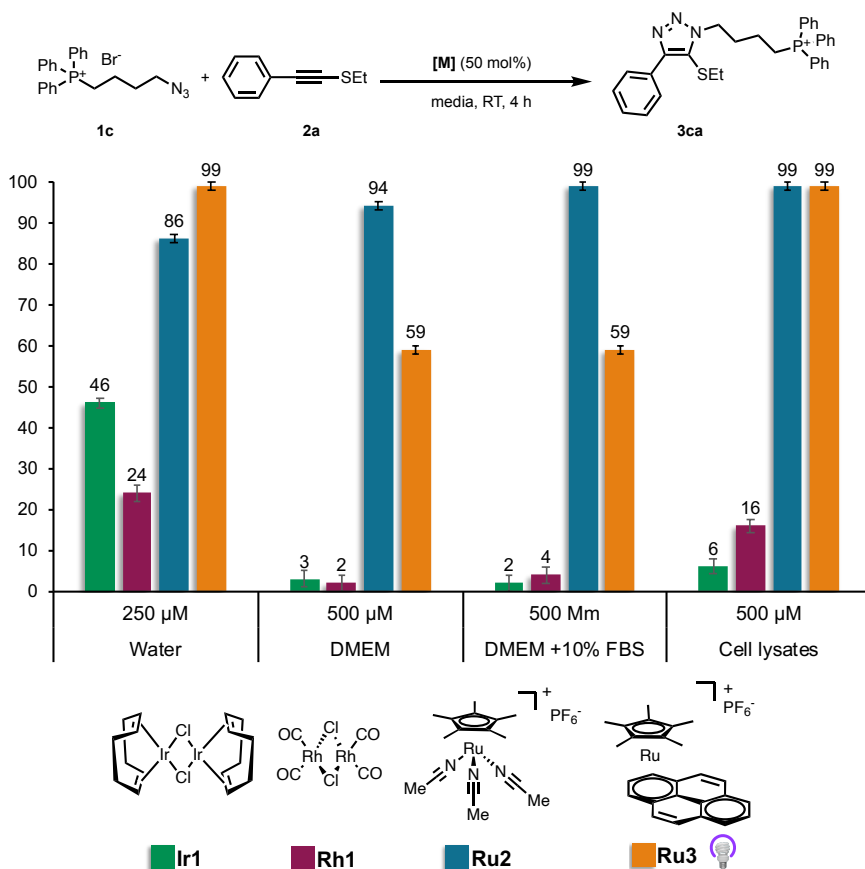 Ph Br- Ph P+ Ph N3
+
SEt
[M] (50 mol%)
media, RT, 4 h
N N N SEt Ph P+ Ph Ph
1c 2a 3ca
100
90
80
70
60
50
40
30
20
10
0
46 24 86 99
3 2 94 59
2 4 99 59
6 16 99 99
250 µM 500 µM 500 Mm 500 µM
Water DMEM DMEM +10% FBS Cell lysates
Cl Ir Ir Cl
CO Cl CO Rh Rh OC Cl CO
+ PF6- Ru N N N Me Me Me
+ PF6- Ru
Ir1 Rh1 Ru2 Ru3